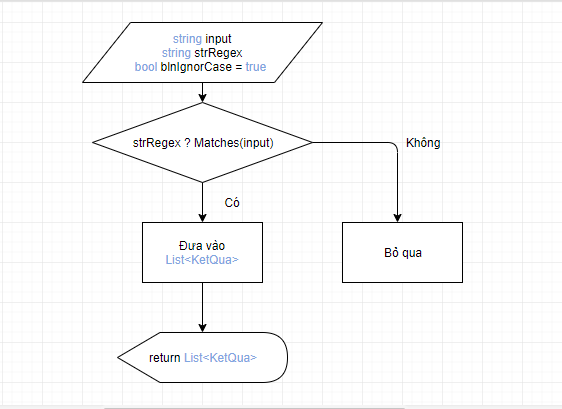 string input
string strRegex
bool blnIgnorCase = true
strRegex ? Matches(input)
Không
Có
Đưa vào
List<KetQua>
Bỏ qua
return List<KetQua>